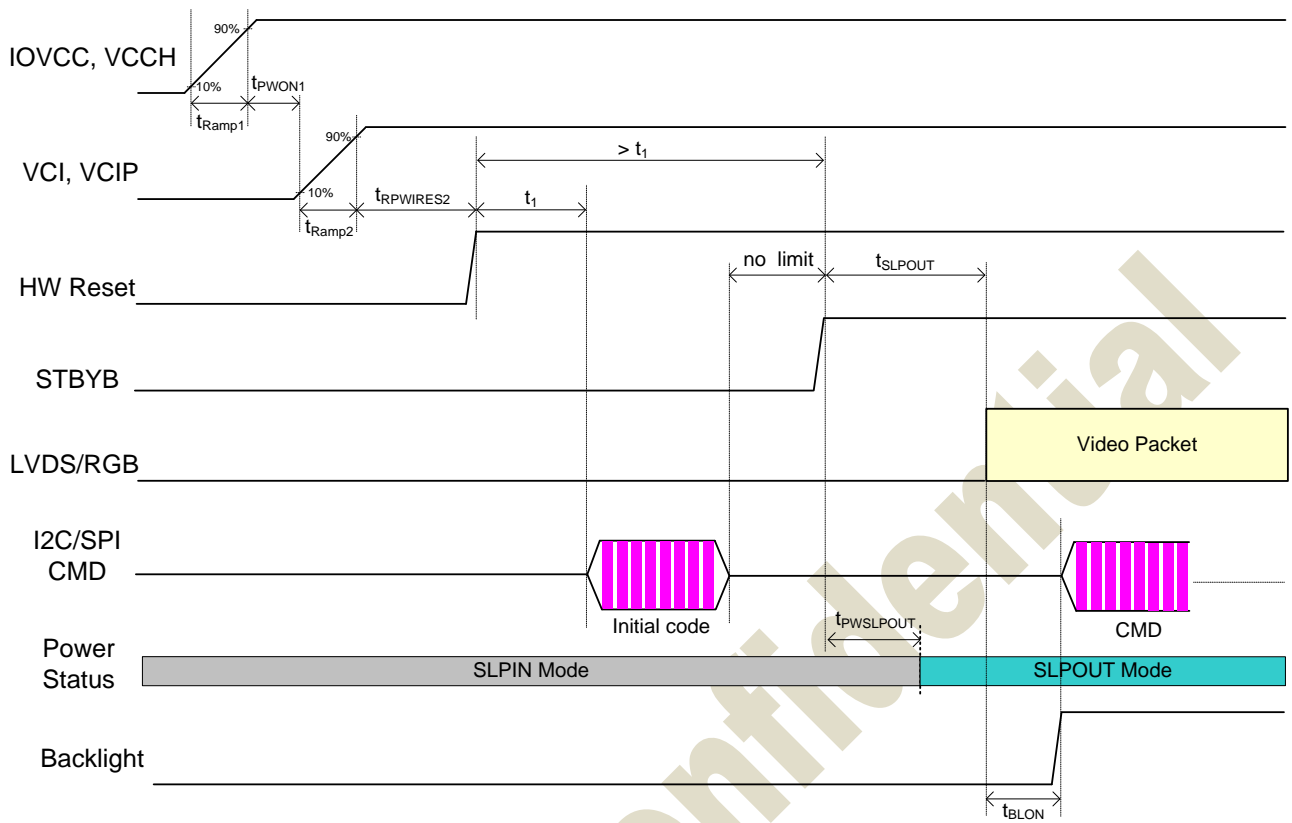 90%
IOVCC, VCCH
10%
tPWON1
tRamp1
90%
> t1
VCI, VCIP
10%
tRPWIRES2
t1
tRamp2
no limit
tSLPOUT
HW Reset
STBYB
Video Packet
LVDS/RGB
I2C/SPI
CMD
Initial code
tPWSLPOUT
CMD
Power
Status
SLPIN Mode
SLPOUT Mode
Backlight
tBLON